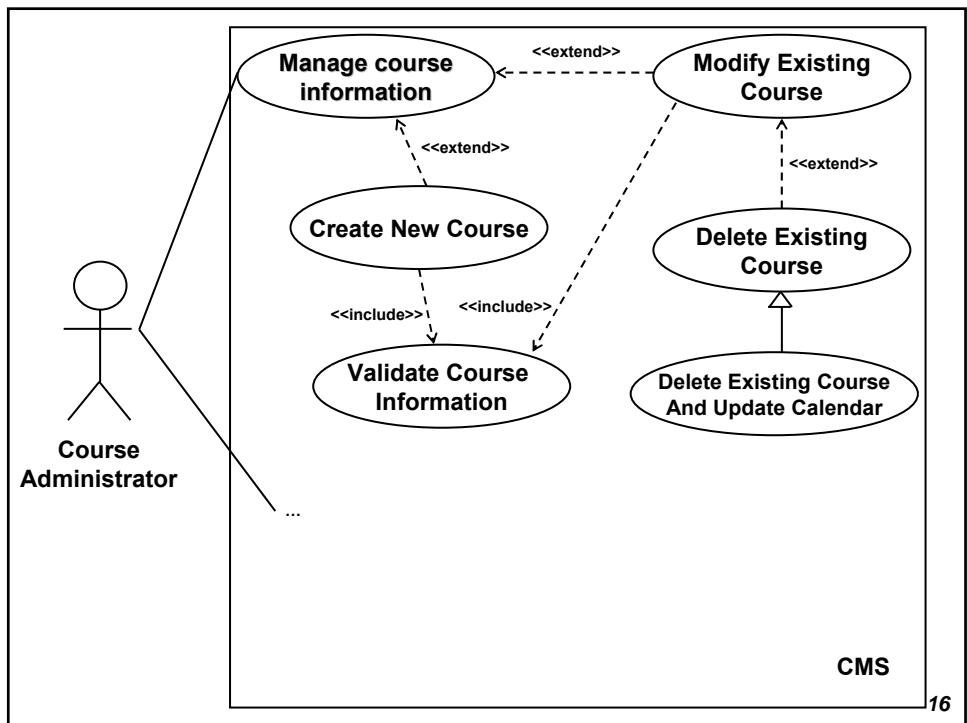 Manage course
information
<<extend>>
Modify Existing
Course
<<extend>>
<<extend>>
Create New Course
Delete Existing
Course
<<include>>
<<include>>
Validate Course
Information
Delete Existing Course
And Update Calendar
Course
Administrator
...
CMS
16